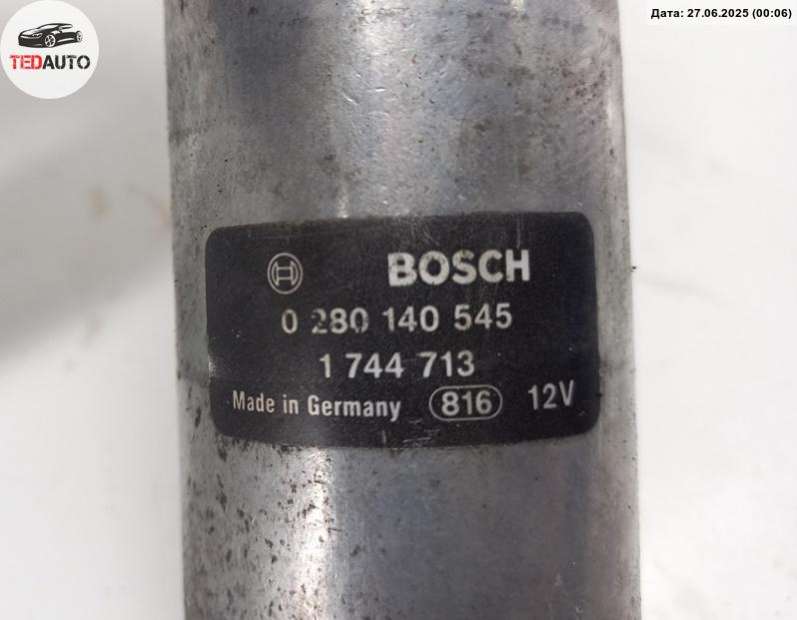 Дата: 27.06.2025 (00:06)
TEDAUTO
BOSCH
0 280 140 545
1 744 713
Made in Germany 816 12V